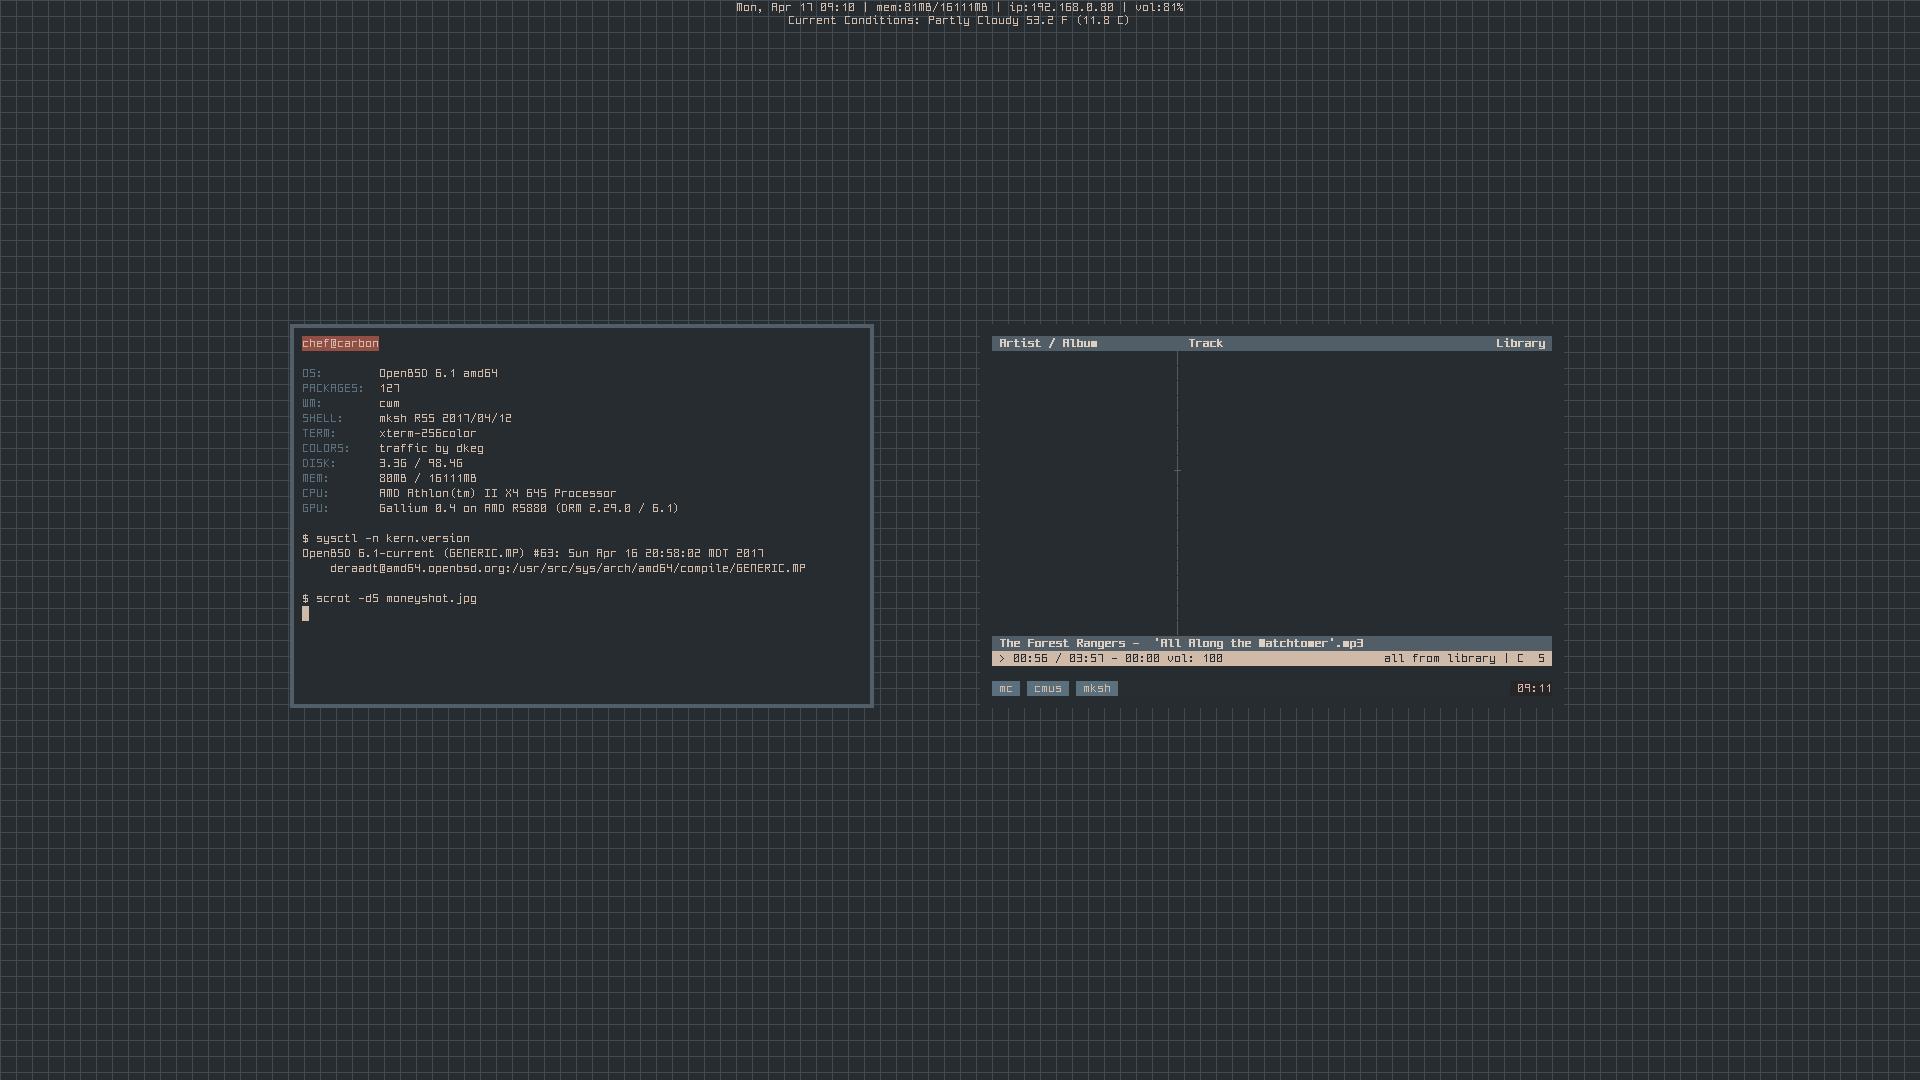 Mon, Apr 17 09:10 | mem:81MB/16111MB | ip:192.168.0.80 | vol:81%
Current Conditions: Partly Cloudy 53.2 F (11.8 C)
chef@carbon
OS: OpenBSD 6.1 amd64
PACKAGES: 127
WM: cwm
SHELL: mksh R55 2017/04/12
TERM: xterm-256color
COLORS: traffic by dkeg
DISK: 3.3G / 98.4G
MEM: 80MB / 16111MB
CPU: AMD Athlon(tm) II X4 645 Processor
GPU: Gallium 0.4 on AMD RS880 (DRM 2.29.0 / 6.1)
$ sysctl -n kern.version
OpenBSD 6.1-current (GENERIC.MP) #63: Sun Apr 16 20:58:02 MDT 2017
deraadt@amd64.openbsd.org:/usr/src/sys/arch/amd64/compile/GENERIC.MP
$ scrot -d5 moneyshot.jpg
Artist / Album Track Library
The Forest Rangers - 'All Along the Watchtower'.mp3
> 00:56 / 03:57 - 00:00 vol: 100 all from library | C 5
mc cmus mksh 09:11